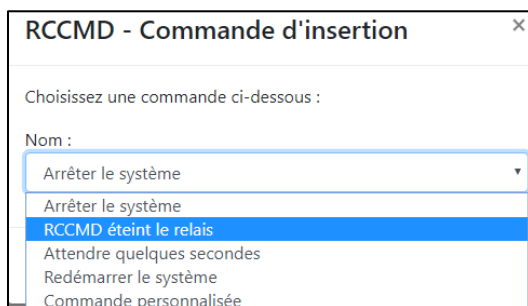 RCCMD - Commande d'insertion
×
Choisissez une commande ci-dessous :
Nom :
Arrêter le système
Arrêter le système
RCCMD éteint le relais
Attendre quelques secondes
Redémarrer le système
Commande personnalisée